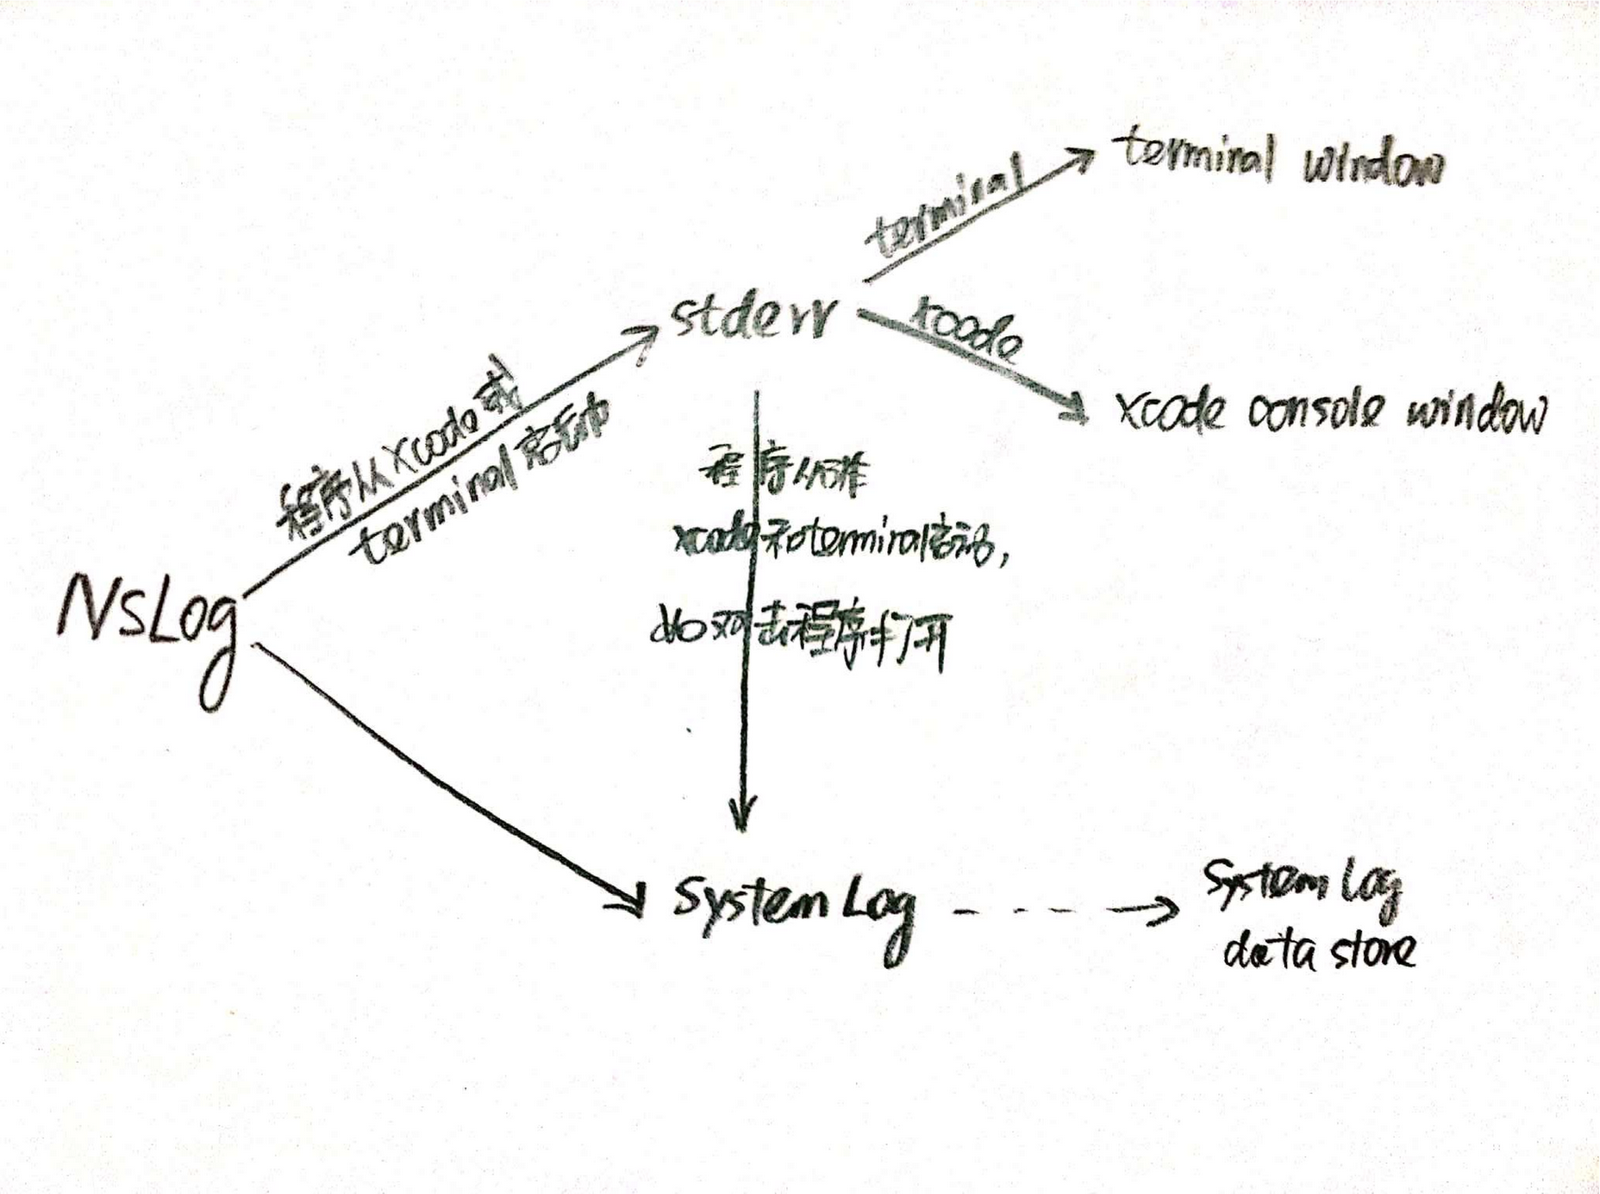 terminal window
terminal
stderr
xcode
xcode console window
程序从xcode或
terminal启动
程序从非
xcode和terminal启动,
如双击程序打开
NSLog
System Log
System Log
data store